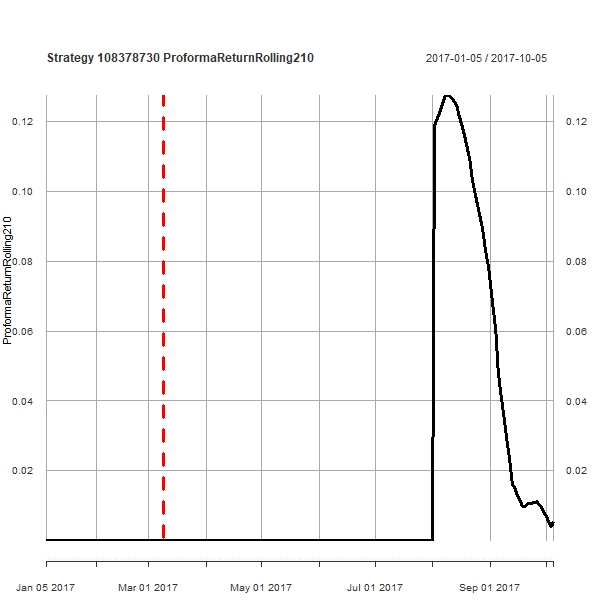 Strategy 108378730 ProformaReturnRolling210
2017-01-05 / 2017-10-05
ProformaReturnRolling210
0.12 0.12
0.10 0.10
0.08 0.08
0.06 0.06
0.04 0.04
0.02 0.02
Jan 05 2017 Mar 01 2017 May 01 2017 Jul 01 2017 Sep 01 2017